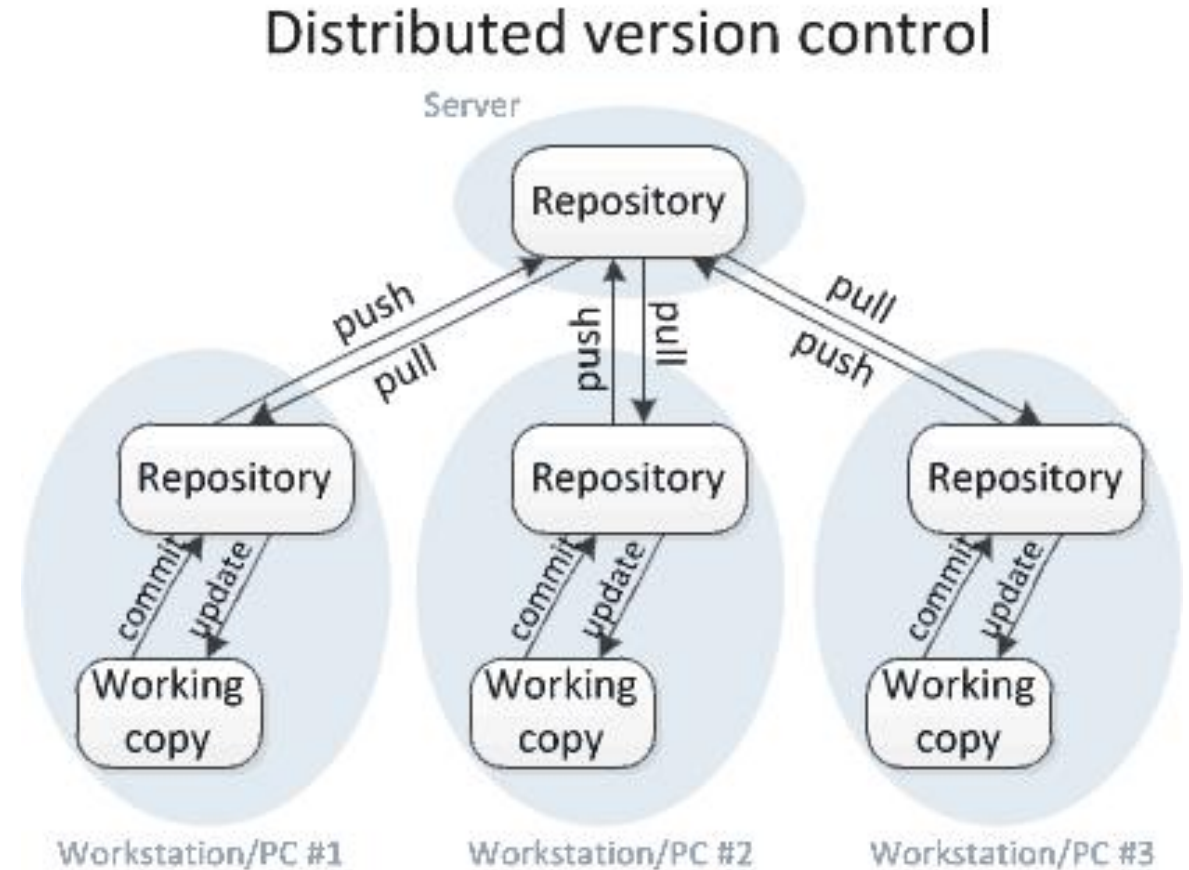 Distributed version control
Server
Repository
push
pull
push
pull
pull
push
Repository
Repository
Repository
commit
update
commit
update
commit
update
Working
copy
Working
copy
Working
copy
Workstation/PC #1
Workstation/PC #2
Workstation/PC #3